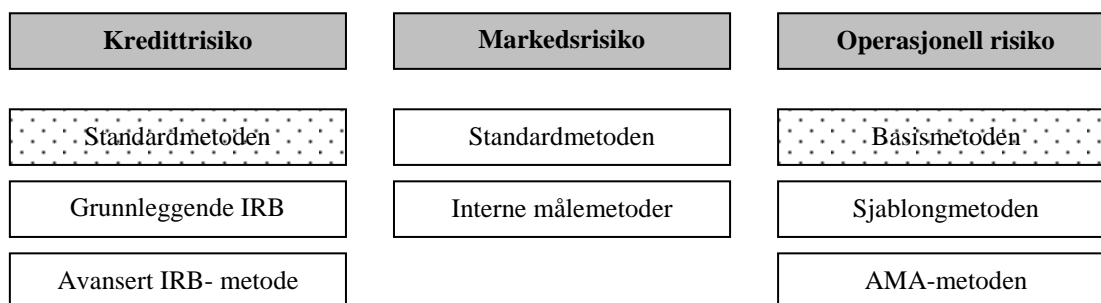 Kredittrisiko
Markedsrisiko
Operasjonell risiko
Standardmetoden
Standardmetoden
Basismetoden
Grunnleggende IRB
Interne målemetoder
Sjablongmetoden
Avansert IRB- metode
AMA-metoden